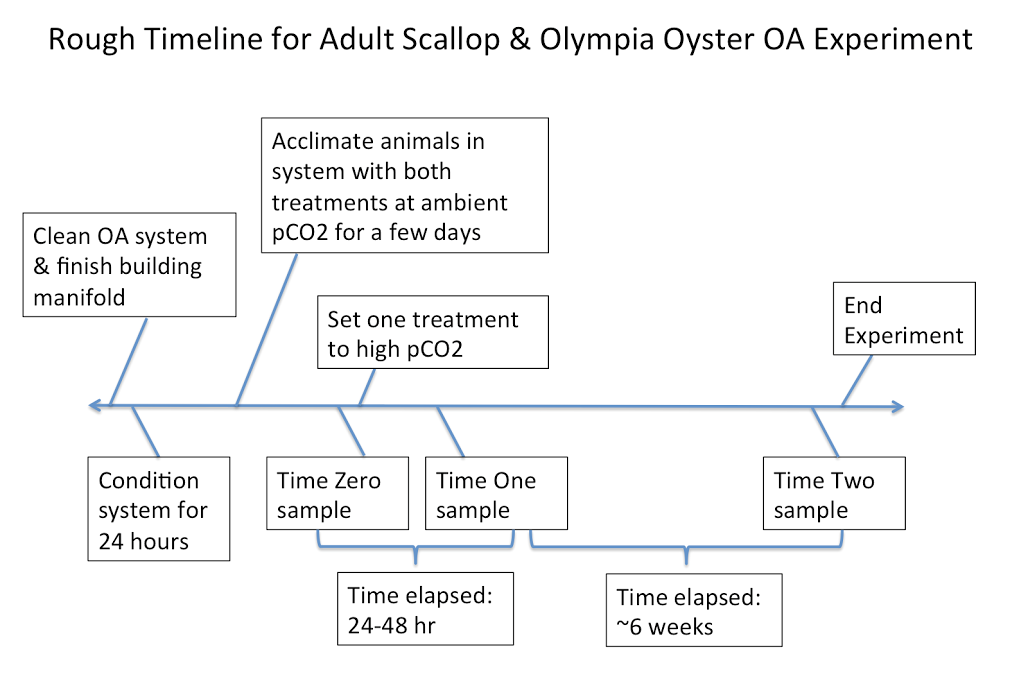 Rough Timeline for Adult Scallop & Olympia Oyster OA Experiment
Acclimate animals in
system with both
treatments at ambient
pCO2 for a few days
Clean OA system
& finish building
manifold
Set one treatment
to high pCO2
End
Experiment
Condition
system for
24 hours
Time Zero
sample
Time One
sample
Time Two
sample
Time elapsed:
24-48 hr
Time elapsed:
~6 weeks